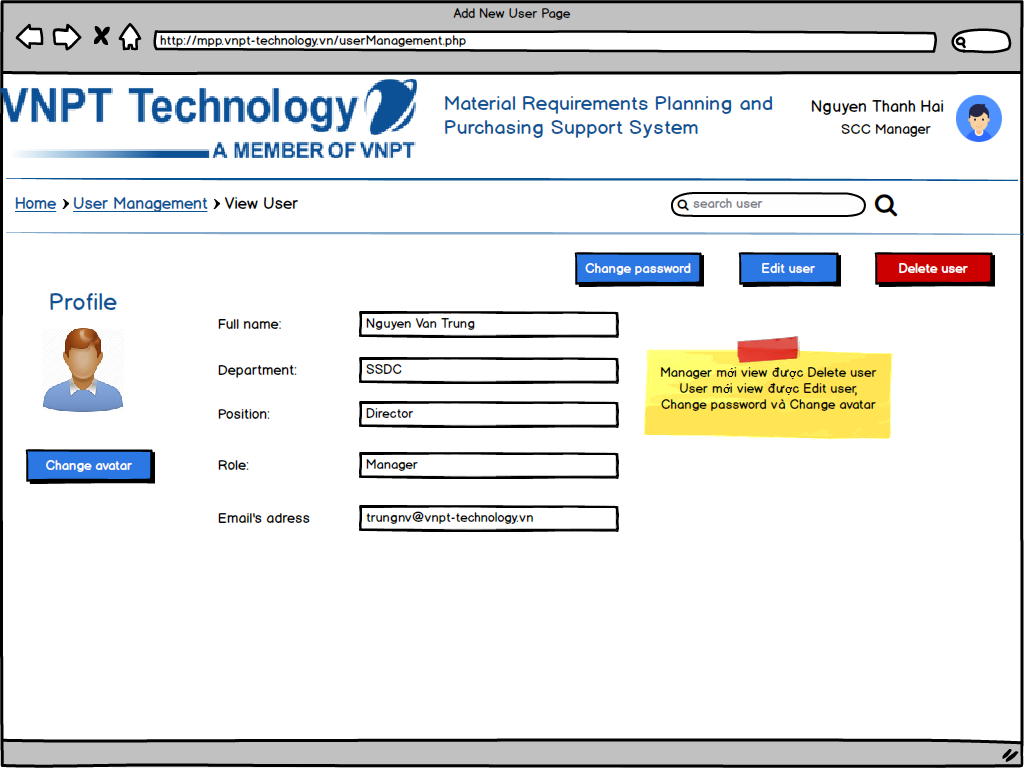 Add New User Page
http://mpp.vnpt-technology.vn/userManagement.php
VNPT Technology
A MEMBER OF VNPT
Material Requirements Planning and
Purchasing Support System
Nguyen Thanh Hai
SCC Manager
Home > User Management > View User
search user
Change password
Edit user
Delete user
Profile
Change avatar
Full name: Nguyen Van Trung
Department: SSDC
Position: Director
Role: Manager
Email's adress trungnv@vnpt-technology.vn
Manager mới view được Delete user
User mới view được Edit user,
Change password và Change avatar